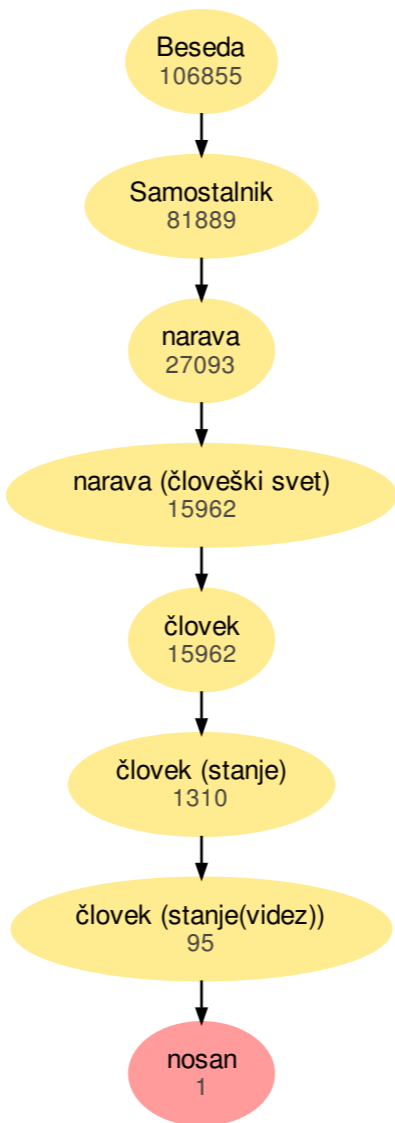 Beseda
106855
Samostalnik
81889
narava
27093
narava (človeški svet)
15962
človek
15962
človek (stanje)
1310
človek (stanje(videz))
95
nosan
1